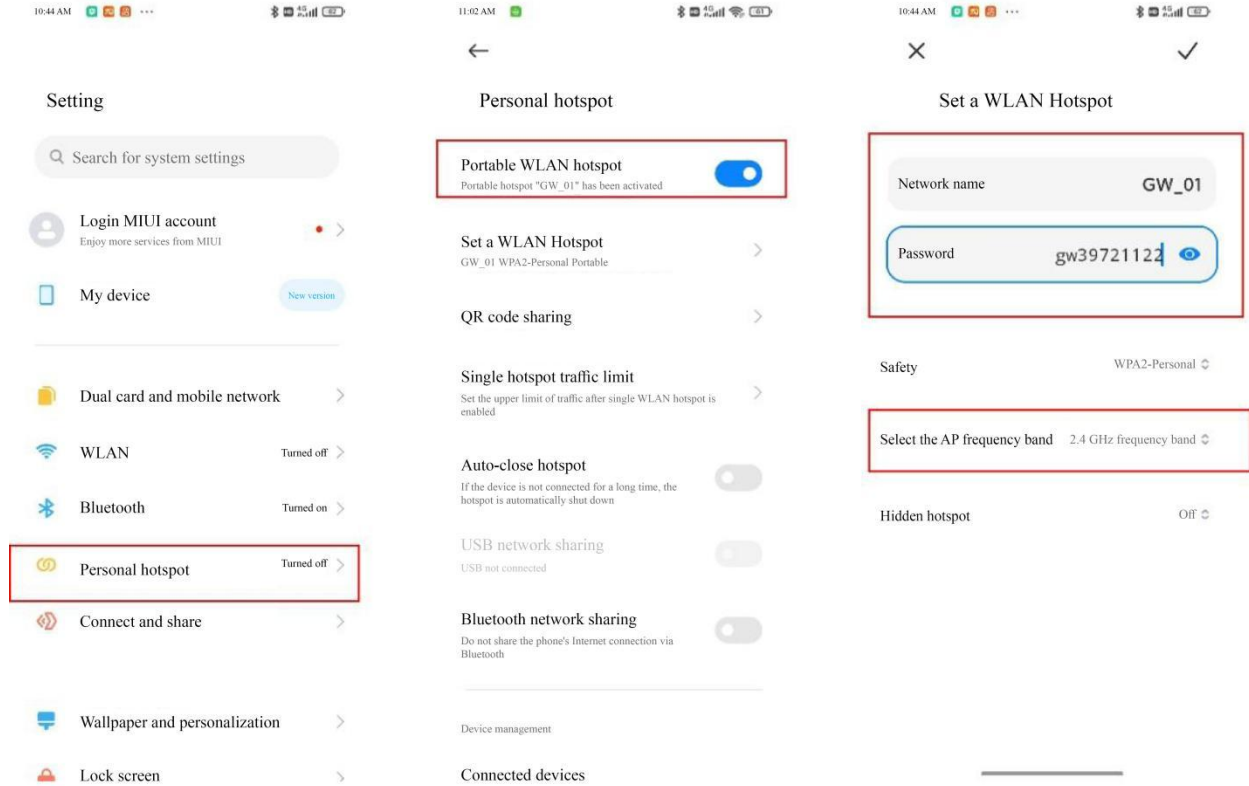 10:44 AM
62
Setting
Search for system settings
Login MIUI account
Enjoy more services from MIUI
My device
New version
Dual card and mobile network
WLAN
Turned off
Bluetooth
Turned on
Personal hotspot
Turned off
Connect and share
Wallpaper and personalization
Lock screen
11:02 AM
4G
61
Personal hotspot
Portable WLAN hotspot
Portable hotspot "GW_01" has been activated
Set a WLAN Hotspot
GW_01 WPA2-Personal Portable
QR code sharing
Single hotspot traffic limit
Set the upper limit of traffic after single WLAN hotspot is
enabled
Auto-close hotspot
If the device is not connected for a long time, the
hotspot is automatically shut down
USB network sharing
USB not connected
Bluetooth network sharing
Do not share the phone's Internet connection via
Bluetooth
Device management
Connected devices
10:44 AM
4G
62
Set a WLAN Hotspot
Network name
GW_01
Password
gw39721122
Safety
WPA2-Personal
Select the AP frequency band
2.4 GHz frequency band
Hidden hotspot
Off